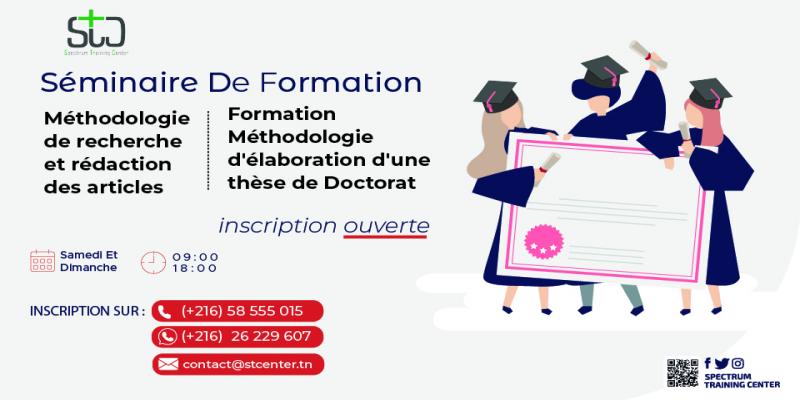 STC
Spectrum Training Center
Séminaire De Formation
Méthodologie
de recherche
et rédaction
des articles
Formation
Méthodologie
d'élaboration d'une
thèse de Doctorat
inscription ouverte
Samedi Et
Dimanche
09:00
18:00
INSCRIPTION SUR :
(+216) 58 555 015
(+216) 26 229 607
contact@stcenter.tn
SPECTRUM
TRAINING CENTER